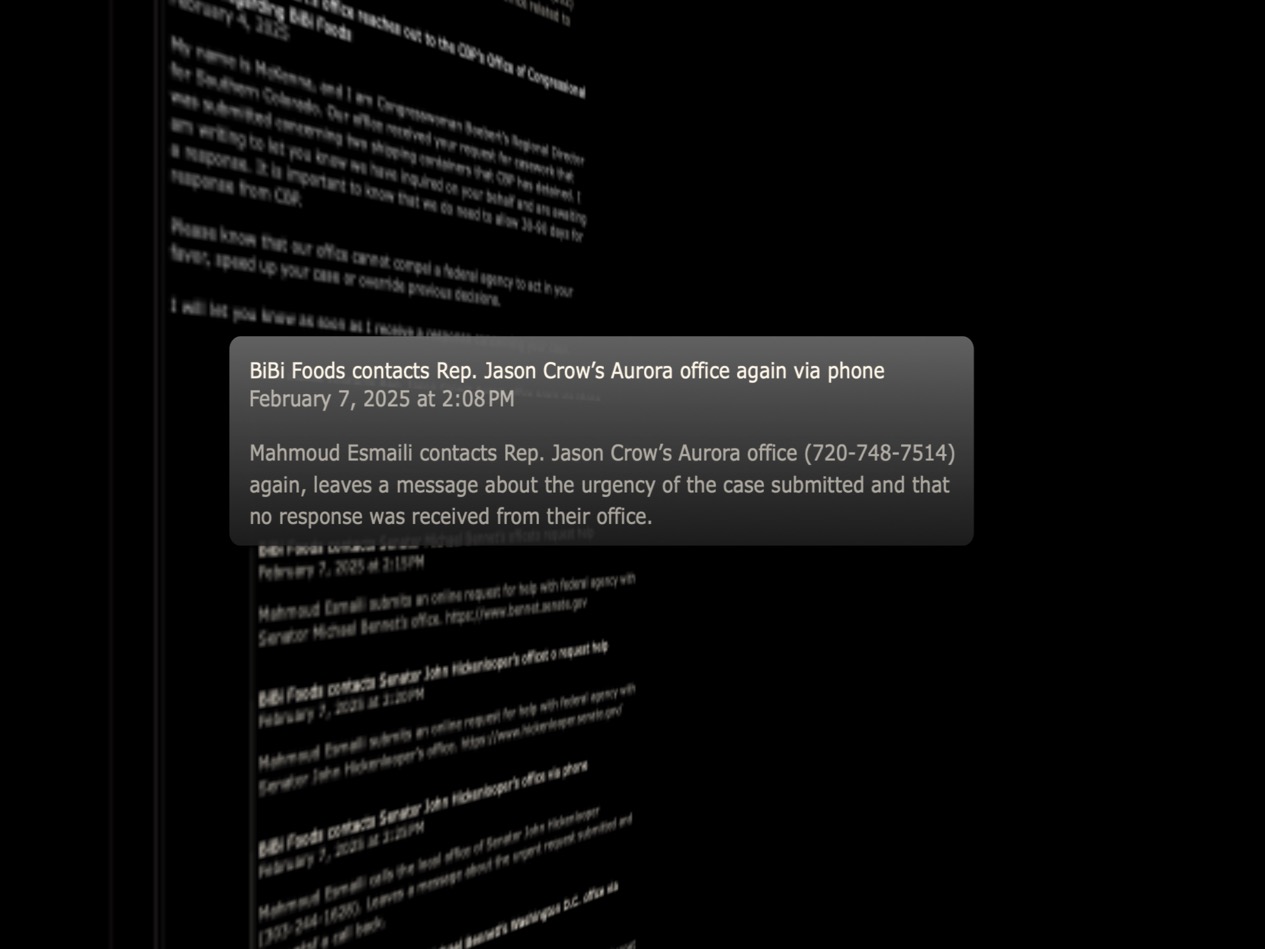 office reaches out to the CBP's Office of Congressional
regarding BiBi Foods
February 4, 2025
My name is McKenna, and I am Congresswoman Boebert's Regional Director
for Southern Colorado. Our office received your request for casework that
was submitted concerning two shipping containers that CBP has detained. I
am writing to let you know we have inquired on your behalf and are awaiting
a response. It is important to know that we do need to allow 30-90 days for
response from CBP.
Please know that our office cannot compel a federal agency to act in your
favor, speed up your case or override previous decisions.
I will let you know as soon as I receive a response
BiBi Foods contacts Rep. Jason Crow’s Aurora office again via phone
February 7, 2025 at 2:08 PM
Mahmoud Esmaili contacts Rep. Jason Crow’s Aurora office (720-748-7514)
again, leaves a message about the urgency of the case submitted and that
no response was received from their office.
BiBi Foods contacts Senator Michael Bennet's office request help
February 7, 2025 at 2:15PM
Mahmoud Esmaili submits an online request for help with federal agency with
Senator Michael Bennet's office. https://www.bennet.senate.gov
BiBi Foods contacts Senator John Hickenlooper's officet o request help
February 7, 2025 at 2:20PM
Mahmoud Esmaili submits an online request for help with federal agency with
Senator John Hickenlooper's office. https://www.hickenlooper.senate.gov/
BiBi Foods contacts Senator John Hickenlooper's office via phone
February 7, 2025 at 2:25PM
Mahmoud Esmaili calls the local office of Senator John Hickenlooper
(303-244-1628). Leaves a message about the urgent request submitted and
a call back.
Bennet's Washington D.C. office via